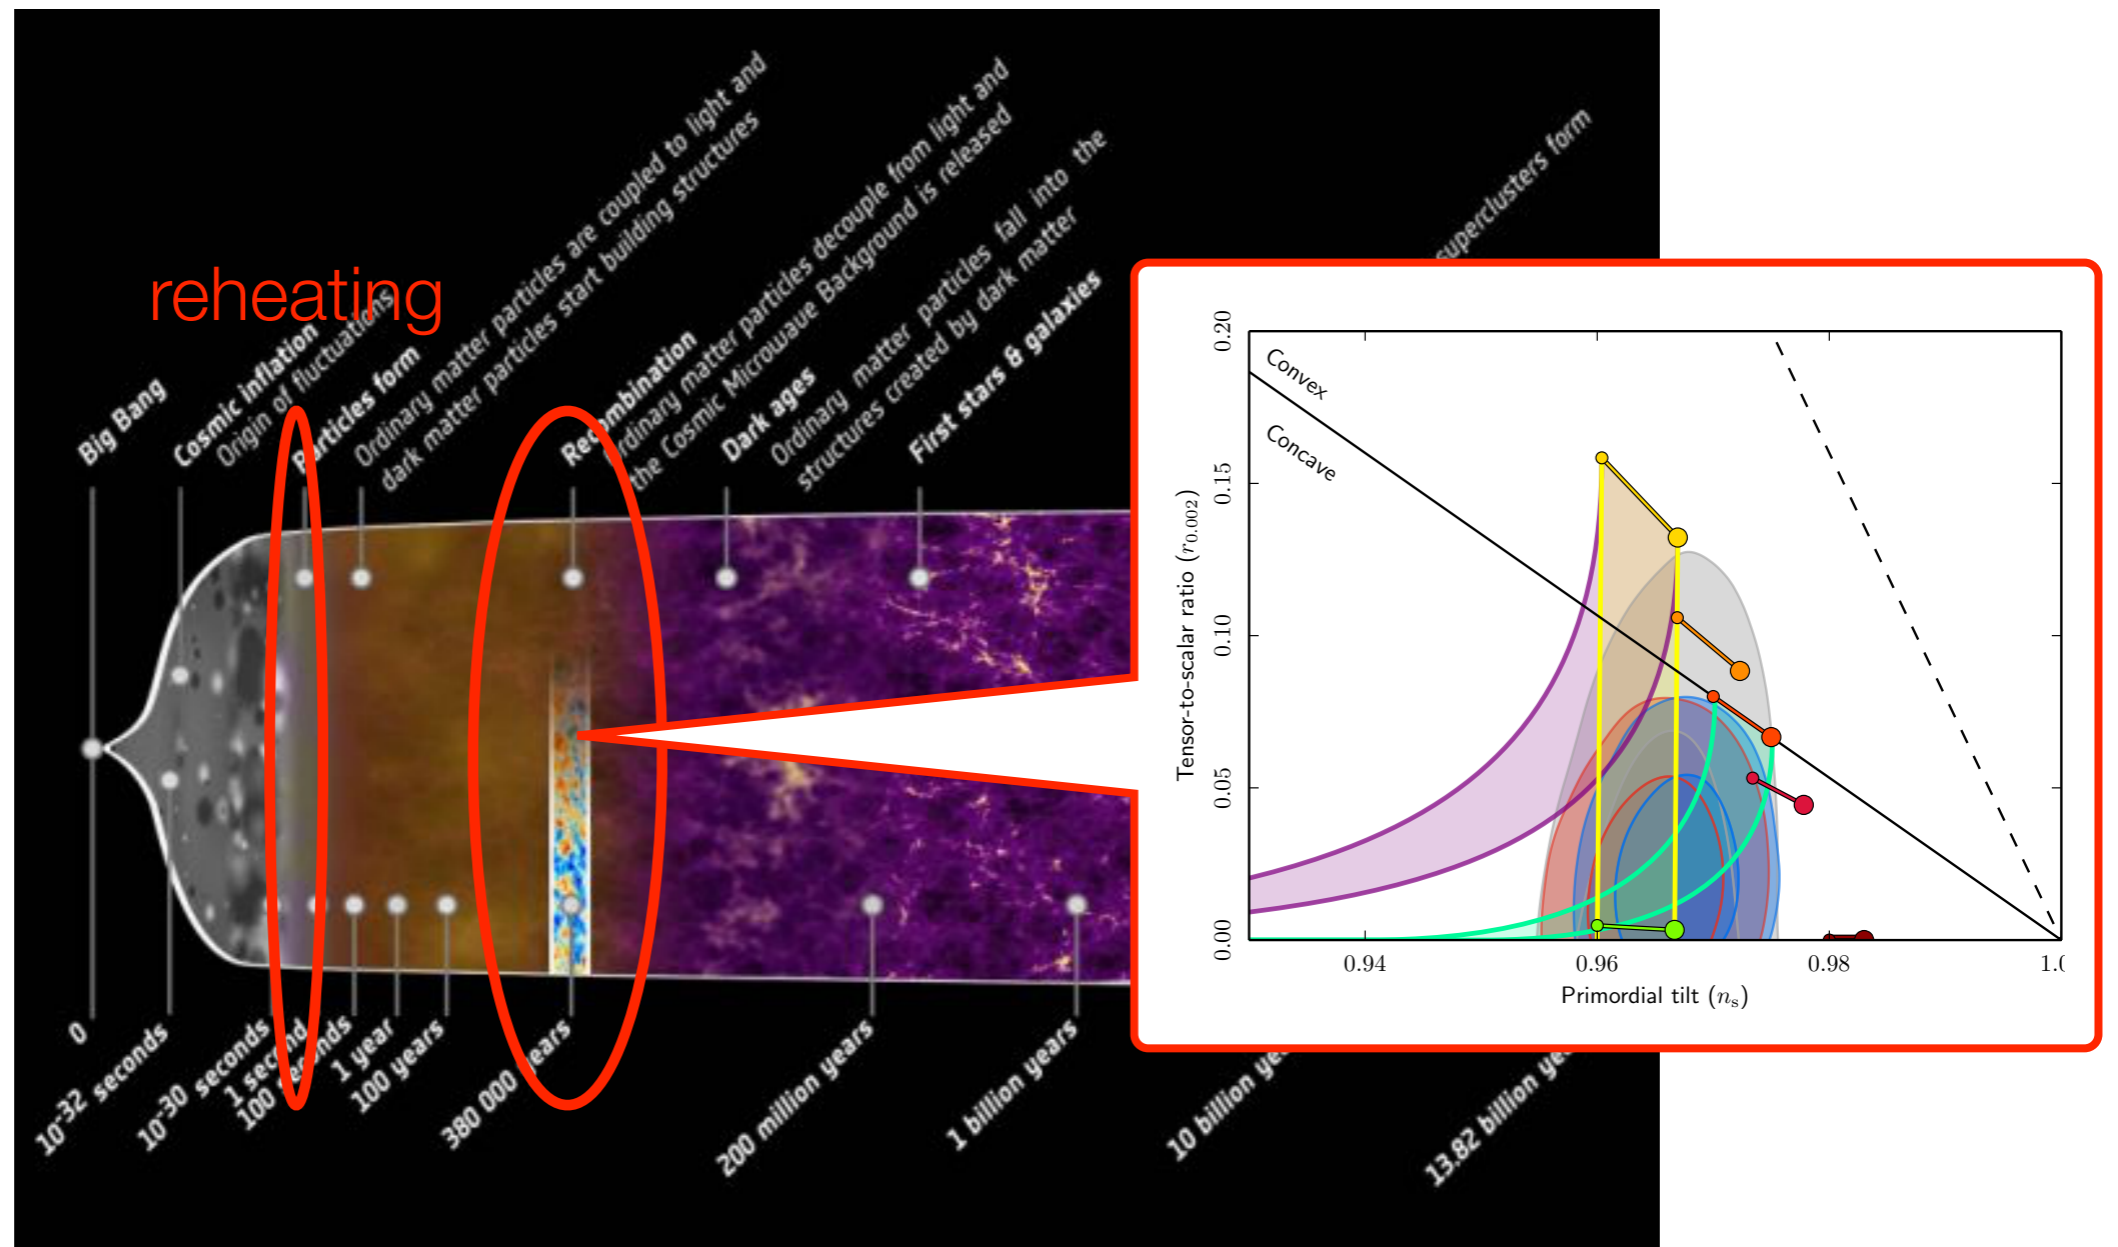 reheating
Big Bang
Cosmic inflation
Origin of fluctuations
Particles form
Ordinary matter particles are coupled to light and
dark matter particles start building structures
Recombination
Ordinary matter particles decouple from light and
the Cosmic Microwave Background is released
Dark ages
Ordinary matter particles fall into the
structures created by dark matter
First stars & galaxies
superclusters form
0
10-32 seconds
10-30 seconds
1 second
100 seconds
1 year
100 years
380 000 years
200 million years
1 billion years
10 billion ye
13.82 billion ye
Convex
Concave
Tensor-to-scalar ratio (r0.002)
0.20
0.15
0.10
0.05
0.00
0.94
0.96
0.98
1.0
Primordial tilt (ns)